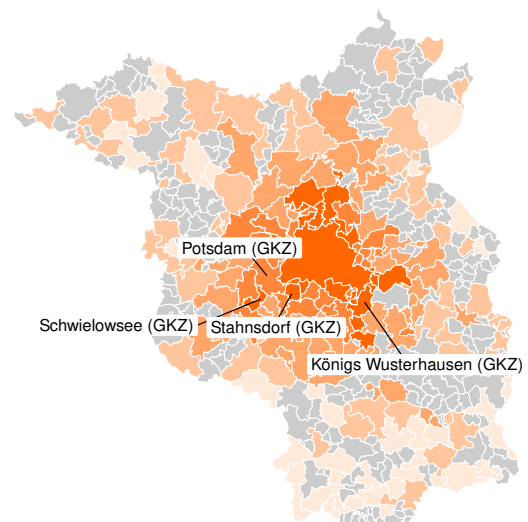 Potsdam (GKZ)
Schwielowsee (GKZ)
Stahnsdorf (GKZ)
Königs Wusterhausen (GKZ)